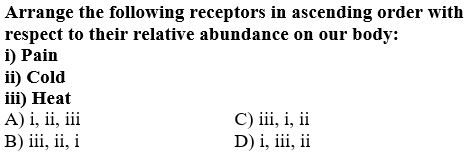 Arrange the following receptors in ascending order with
respect to their relative abundance on our body:
i) Pain
ii) Cold
iii) Heat
A) i, ii, iii C) iii, i, ii
B) iii, ii, i D) i, iii, ii